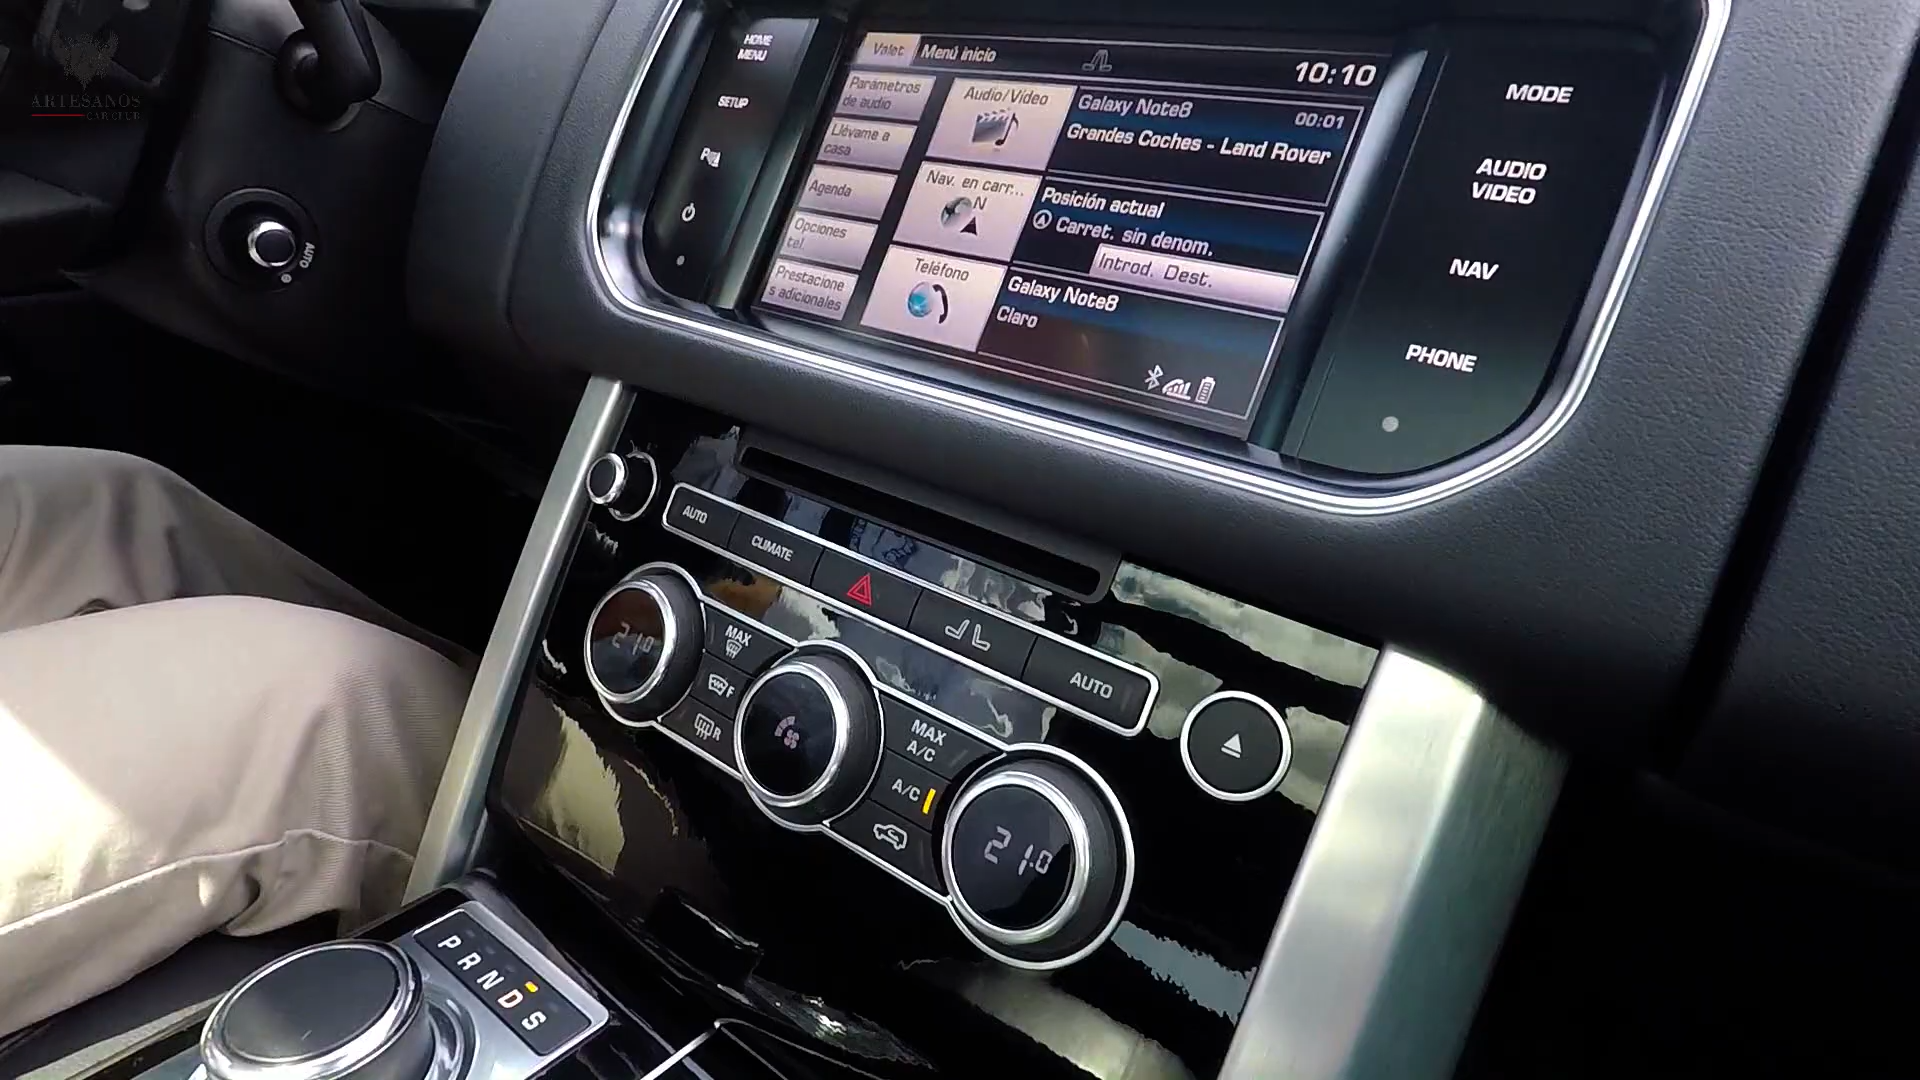 ARTESANOS
CAR CLUB
HOME
MENU
SETUP
AUTO
Valet
Menú inicio
10:10
Parámetros
de audio
Llévame a
casa
Agenda
Opciones
tel.
Prestacione
s adicionales
Audio/Vídeo
Galaxy Note8
00:01
Grandes Coches - Land Rover
Nav. en carr...
N
Posición actual
Carret. sin denom.
Introd. Dest.
Teléfono
Galaxy Note8
Claro
MODE
AUDIO
VIDEO
NAV
PHONE
AUTO
CLIMATE
AUTO
21.0
MAX
F
R
MAX
A/C
A/C
21.0
P R N D S